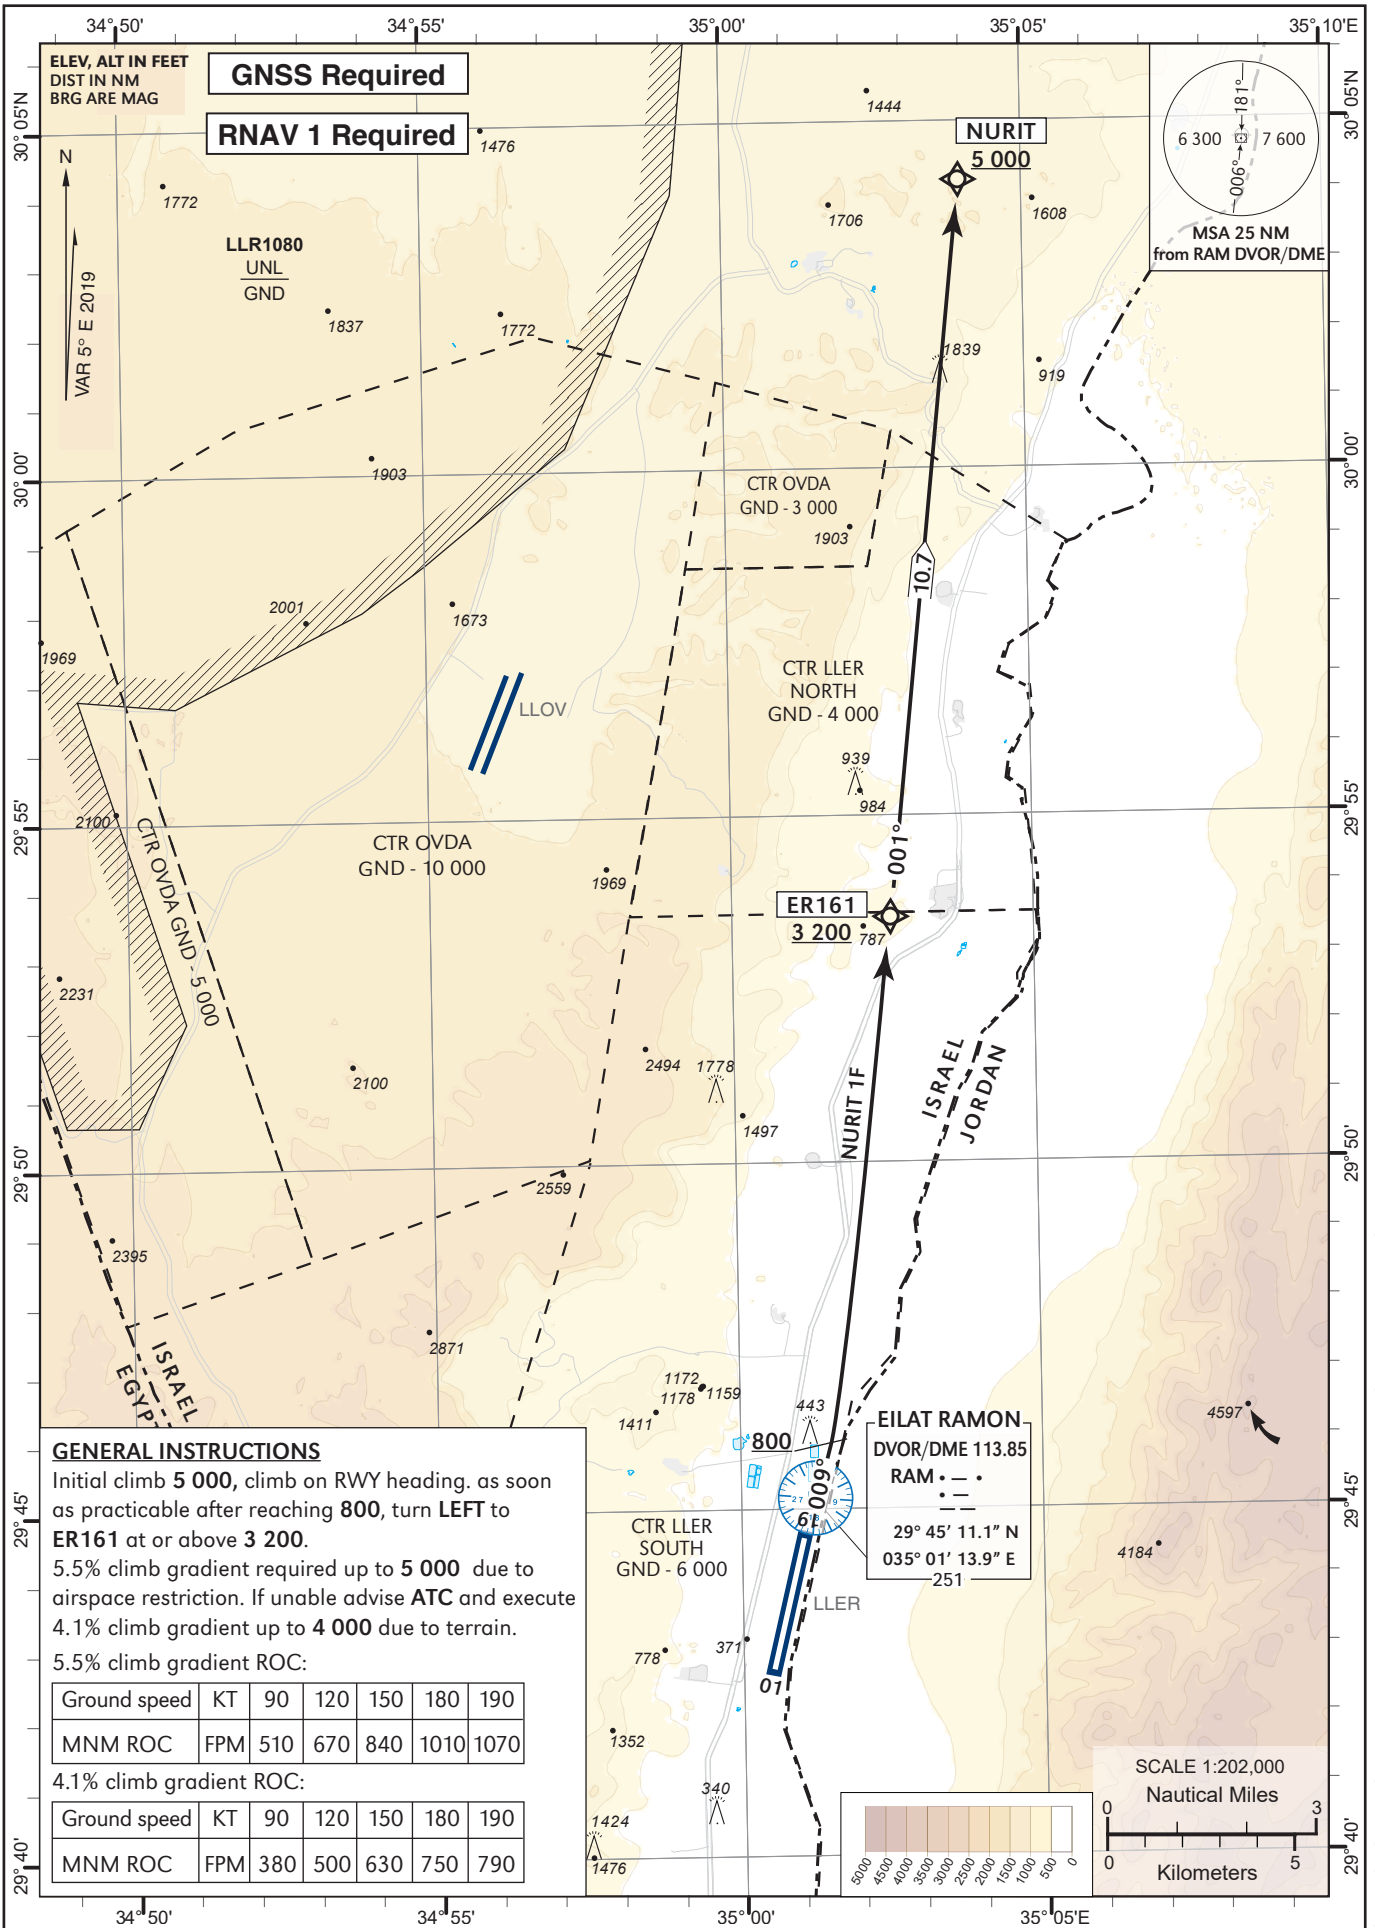 34°50'
34°55'
35°00'
35°05'
35°10'E
ELEV, ALT IN FEET
DIST IN NM
BRG ARE MAG
GNSS Required
RNAV 1 Required
30° 05'N
30° 05'N
N
VAR 5° E 2019
1444
1476
NURIT
5 000
181°
6 300
7 600
006°
MSA 25 NM
from RAM DVOR/DME
1772
1706
1608
LLR1080
UNL
GND
1837
1772
1839
919
1903
30° 00'
30° 00'
CTR OVDA
GND - 3 000
1903
10.7
2001
1673
1969
CTR LLER
NORTH
GND - 4 000
LLOV
939
984
29° 55'
29° 55'
2100
CTR OVDA GND - 5 000
CTR OVDA
GND - 10 000
001°
1969
ER161
3 200
787
2231
2494
1778
2100
1497
NURIT 1F
ISRAEL
JORDAN
29° 50'
29° 50'
2559
2395
2871
ISRAEL
EGYPT
1172
1178
1159
1411
443
4597
800
EILAT RAMON
DVOR/DME 113.85
RAM
29° 45' 11.1" N
035° 01' 13.9" E
251
009°
27
9
18
19
29° 45'
29° 45'
CTR LLER
SOUTH
GND - 6 000
4184
LLER
371
778
01
1352
340
1424
1476
GENERAL INSTRUCTIONS
Initial climb 5 000, climb on RWY heading. as soon
as practicable after reaching 800, turn LEFT to
ER161 at or above 3 200.
5.5% climb gradient required up to 5 000 due to
airspace restriction. If unable advise ATC and execute
4.1% climb gradient up to 4 000 due to terrain.
5.5% climb gradient ROC:
Ground speed KT 90 120 150 180 190
MNM ROC FPM 510 670 840 1010 1070
4.1% climb gradient ROC:
Ground speed KT 90 120 150 180 190
MNM ROC FPM 380 500 630 750 790
5000 4500 4000 3500 3000 2500 2000 1500 1000 500 0
SCALE 1:202,000
Nautical Miles
0 3
0 5
Kilometers
29° 40'
29° 40'
34°50'
34°55'
35°00'
35°05'E